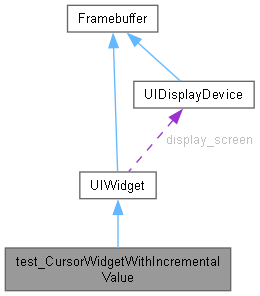 Framebuffer
UIDisplayDevice
display_screen
UIWidget
test_CursorWidgetWithIncremental
Value